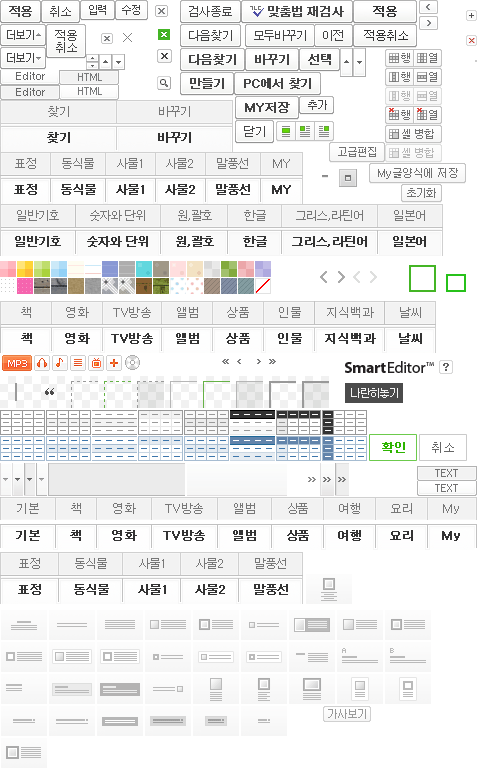 적용 취소 입력 수정
검사종료 맞춤법 재검사 적용
더보기 적용 취소
다음찾기 모두바꾸기 이전 적용취소
더보기
다음찾기 바꾸기 선택
행 열
Editor HTML
행 열
Editor HTML
만들기 PC에서 찾기
행 열
찾기 바꾸기
MY저장 추가
행 열
찾기 바꾸기
닫기
셀 병합
고급편집 셀 병합
표정 동식물 사물1 사물2 말풍선 MY
My글양식에 저장
표정 동식물 사물1 사물2 말풍선 MY
초기화
일반기호 숫자와 단위 원,괄호 한글 그리스,라틴어 일본어
일반기호 숫자와 단위 원,괄호 한글 그리스,라틴어 일본어
책 영화 TV방송 앨범 상품 인물 지식백과 날씨
책 영화 TV방송 앨범 상품 인물 지식백과 날씨
MP3
SmartEditor™ ?
나란히놓기
확인 취소
TEXT
TEXT
기본 책 영화 TV방송 앨범 상품 여행 요리 My
기본 책 영화 TV방송 앨범 상품 여행 요리 My
표정 동식물 사물1 사물2 말풍선
표정 동식물 사물1 사물2 말풍선
A B
가사보기